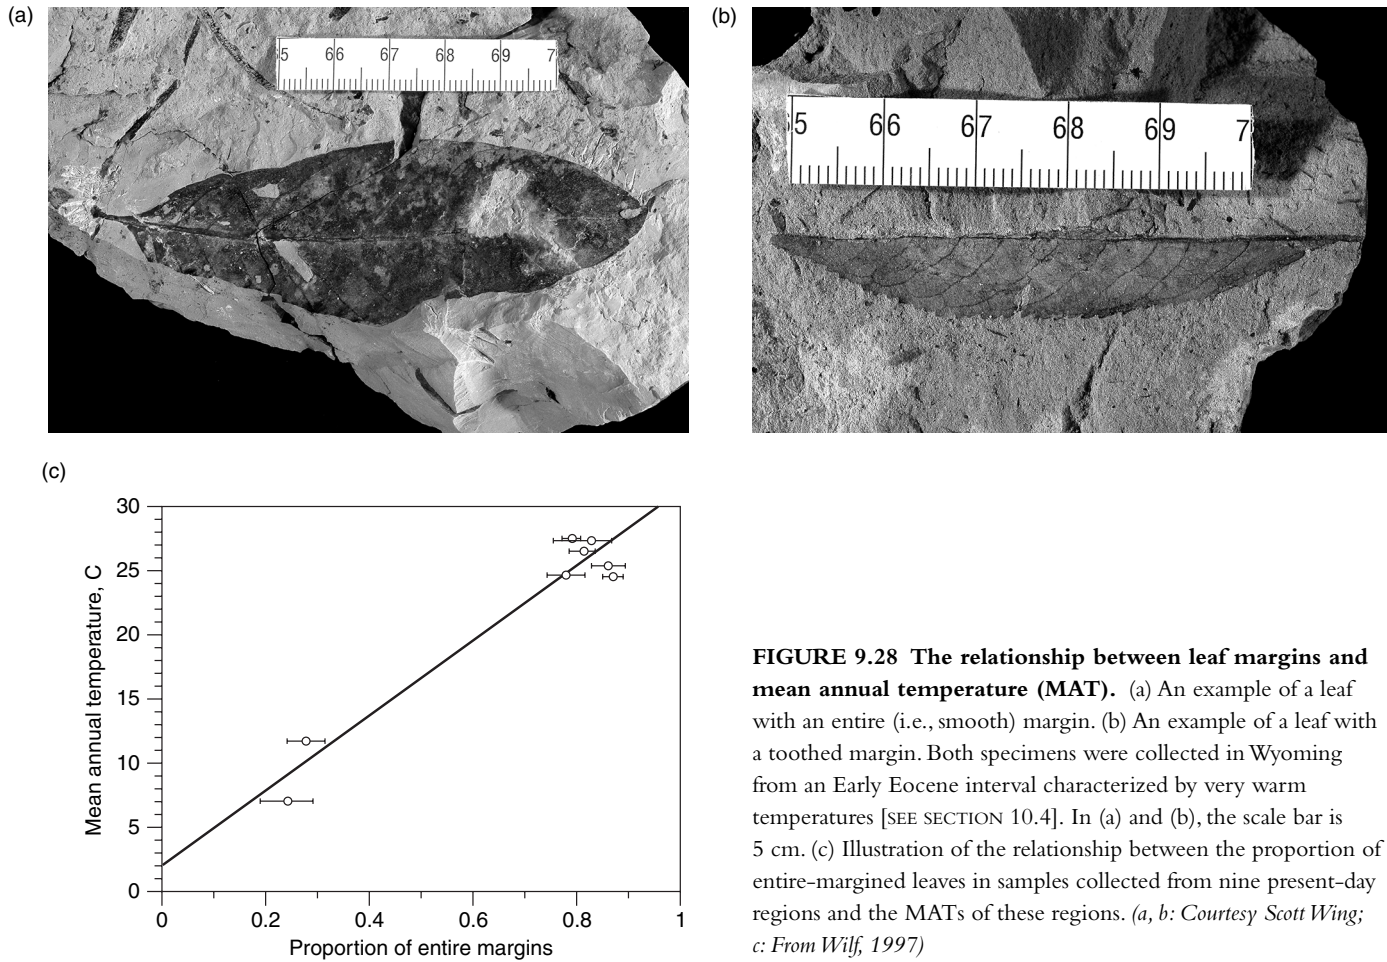 (a)
5 66 67 68 69 7
(b)
5 66 67 68 69 7
(c)
30
25
20
15
10
5
0
Mean annual temperature, C
0 0.2 0.4 0.6 0.8 1
Proportion of entire margins
FIGURE 9.28 The relationship between leaf margins and
mean annual temperature (MAT). (a) An example of a leaf
with an entire (i.e., smooth) margin. (b) An example of a leaf with
a toothed margin. Both specimens were collected in Wyoming
from an Early Eocene interval characterized by very warm
temperatures [SEE SECTION 10.4]. In (a) and (b), the scale bar is
5 cm. (c) Illustration of the relationship between the proportion of
entire-margined leaves in samples collected from nine present-day
regions and the MATs of these regions. (a, b: Courtesy Scott Wing;
c: From Wilf, 1997)